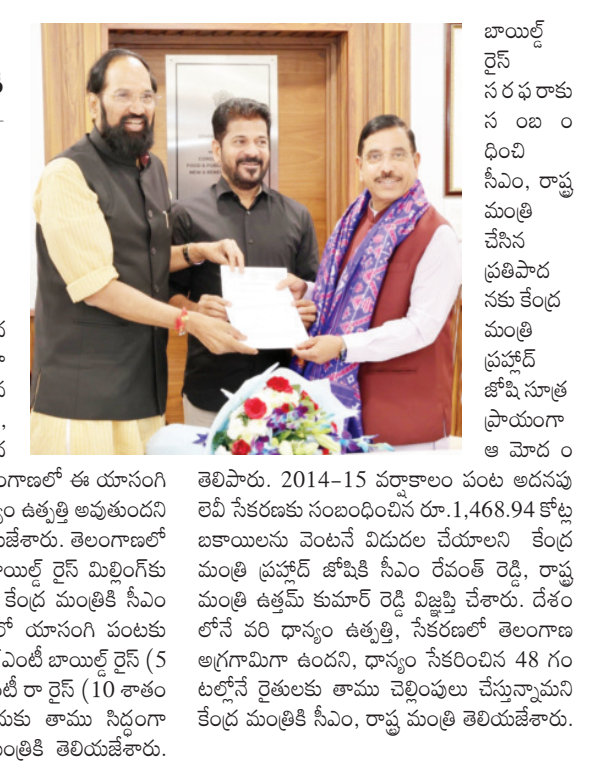 యాసంగి
ఉత్పత్తి అవుతుందని
తెలంగాణలో
రైస్ మిల్లింగ్‌కు
కేంద్ర మంత్రికి సీఎం
యాసంగి పంటకు
బాయిల్డ్ రైస్ (5
రా రైస్ (10 శాతం
తాము సిద్ధంగా
తెలియజేశారు.
బాయిల్డ్
రైస్
సరఫరాకు
సంబం
ధించి
సీఎం, రాష్ట్ర
మంత్రి
చేసిన
ప్రతిపాద
నకు కేంద్ర
మంత్రి
ప్రహ్లాద్
జోషి సూత్ర
ప్రాయంగా
ఆమోదం
తెలిపారు. 2014-15 వర్షాకాలం పంట అదనపు
లెవీ సేకరణకు సంబంధించిన రూ.1,468.94 కోట్ల
బకాయిలను వెంటనే విడుదల చేయాలని కేంద్ర
మంత్రి ప్రహ్లాద్ జోషికి సీఎం రేవంత్ రెడ్డి, రాష్ట్ర
మంత్రి ఉత్తమ్ కుమార్ రెడ్డి విజ్ఞప్తి చేశారు. దేశం
లోనే వరి ధాన్యం ఉత్పత్తి, సేకరణలో తెలంగాణ
అగ్రగామిగా ఉందని, ధాన్యం సేకరించిన 48 గం
టల్లోనే రైతులకు తాము చెల్లింపులు చేస్తున్నామని
కేంద్ర మంత్రికి సీఎం, రాష్ట్ర మంత్రి తెలియజేశారు.